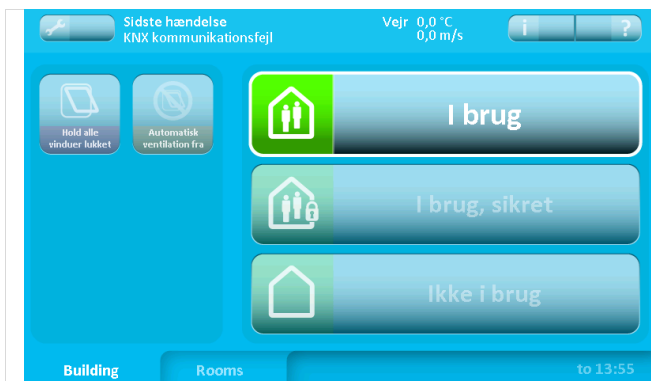 Sidste hændelse
KNX kommunikationsfejl
Vejr 0,0 °C
0,0 m/s
i
?
Hold alle
vinduer lukket
Automatisk
ventilation fra
I brug
I brug, sikret
Ikke i brug
Building
Rooms
to 13:55